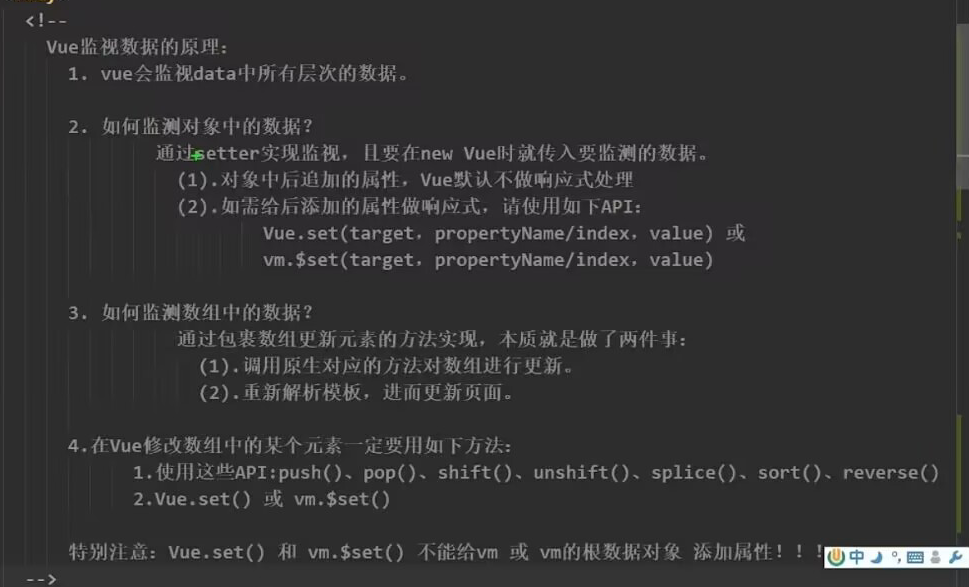 <!--
Vue监视数据的原理：
1. vue会监视data中所有层次的数据。
2. 如何监测对象中的数据？
通过setter实现监视，且要在new Vue时就传入要监测的数据。
(1).对象中后追加的属性，Vue默认不做响应式处理
(2).如需给后添加的属性做响应式，请使用如下API：
Vue.set(target，propertyName/index，value) 或
vm.$set(target，propertyName/index，value)
3. 如何监测数组中的数据？
通过包裹数组更新元素的方法实现，本质就是做了两件事：
(1).调用原生对应的方法对数组进行更新。
(2).重新解析模板，进而更新页面。
4.在Vue修改数组中的某个元素一定要用如下方法：
1.使用这些API:push()、pop()、shift()、unshift()、splice()、sort()、reverse()
2.Vue.set() 或 vm.$set()
特别注意：Vue.set() 和 vm.$set() 不能给vm 或 vm的根数据对象 添加属性！！！
中
-->